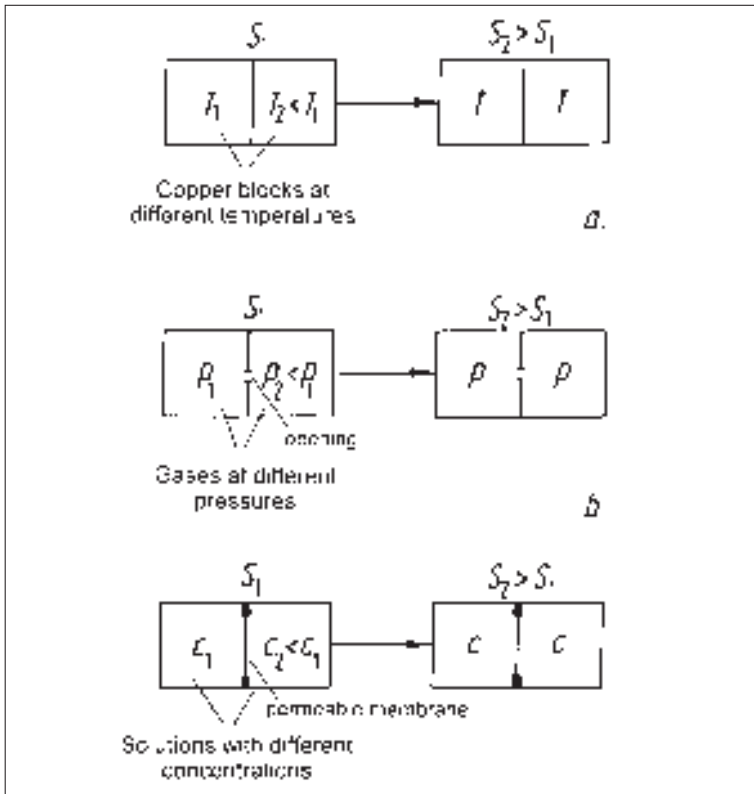 S₁ S₂ > S₁
T₁ T₂ < T₁ T T
Copper blocks at
different temperatures
a.
S₁ S₂ > S₁
p₁ p₂ < p₁ p p
opening
Gases at different
pressures
b
S₁ S₂ > S₁
c₁ c₂ < c₁ c c
permeable membrane
Solutions with different
concentrations